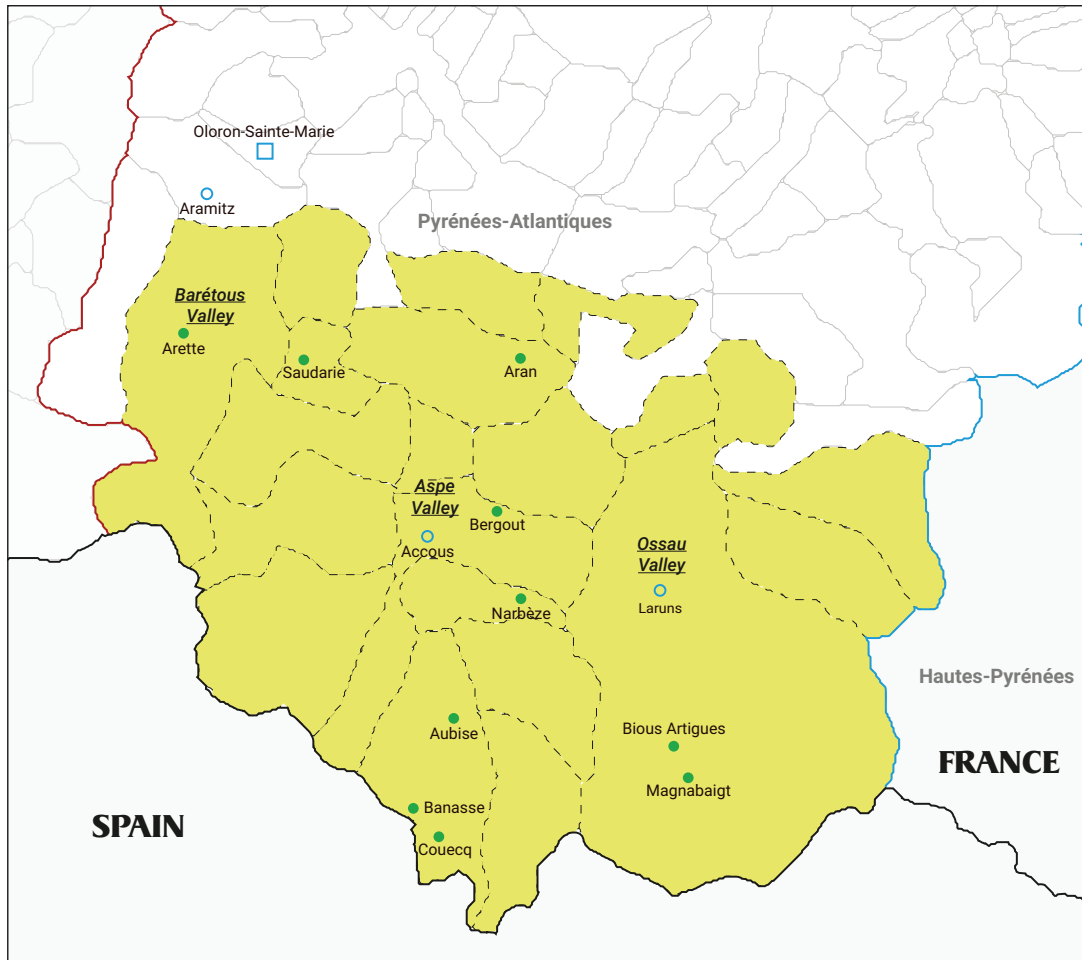 Oloron-Sainte-Marie
Aramitz
Pyrénées-Atlantiques
Barétous
Valley
Arette
Saudarie
Aran
Aspe
Valley
Bergout
Accous
Ossau
Valley
Narbèze
Laruns
Hautes-Pyrénées
Aubise
Bious Artigues
FRANCE
Magnabaigt
Banasse
SPAIN
Couecq